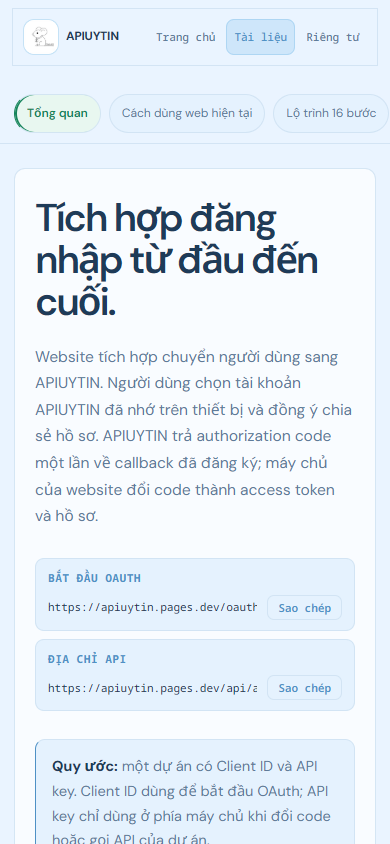 APIUYTIN
Trang chủ
Tài liệu
Riêng tư
Tổng quan
Cách dùng web hiện tại
Lộ trình 16 bước
Tích hợp đăng
nhập từ đầu đến
cuối.
Website tích hợp chuyển người dùng sang
APIUYTIN. Người dùng chọn tài khoản
APIUYTIN đã nhớ trên thiết bị và đồng ý chia
sẻ hồ sơ. APIUYTIN trả authorization code
một lần về callback đã đăng ký; máy chủ
của website đổi code thành access token
và hồ sơ.
BẮT ĐẦU OAUTH
https://apiuytin.pages.dev/oauth
Sao chép
ĐỊA CHỈ API
https://apiuytin.pages.dev/api/a
Sao chép
Quy ước: một dự án có Client ID và API
key. Client ID dùng để bắt đầu OAuth; API
key chỉ dùng ở phía máy chủ khi đổi code
hoặc gọi API của dự án.